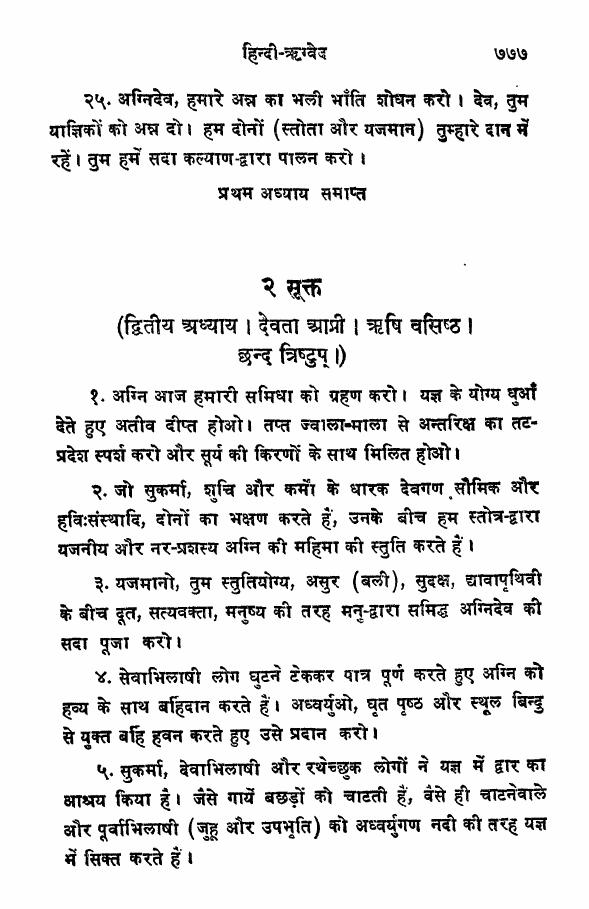 हिन्दी-ऋग्वेद ७७७
२५. अग्निदेव, हमारे अन्न का भली भाँति शोधन करो। देव, तुम
याज्ञिकों को अन्न दो। हम दोनों (स्तोता और यजमान) तुम्हारे दान में
रहें। तुम हमें सदा कल्याण-द्वारा पालन करो।
प्रथम अध्याय समाप्त
२ सूक्त
(द्वितीय अध्याय। देवता आप्री। ऋषि वसिष्ठ।
छन्द त्रिष्टुप्।)
१. अग्नि आज हमारी समिधा को ग्रहण करो। यज्ञ के योग्य धुआँ
देते हुए अतीव दीप्त होओ। तप्त ज्वाला-माला से अन्तरिक्ष का तट-
प्रदेश स्पर्श करो और सूर्य की किरणों के साथ मिलित होओ।
२. जो सुकर्मा, शुचि और कर्मों के धारक देवगण सौमिक और
हविःसंस्थादि, दोनों का भक्षण करते हैं, उनके बीच हम स्तोत्र-द्वारा
यजनीय और नर-प्रशस्य अग्नि की महिमा की स्तुति करते हैं।
३. यजमानो, तुम स्तुतियोग्य, असुर (बली), सुदक्ष, द्यावापृथिवी
के बीच दूत, सत्यवक्ता, मनुष्य की तरह मनु-द्वारा समिद्ध अग्निदेव की
सदा पूजा करो।
४. सेवाभिलाषी लोग घुटने टेककर पात्र पूर्ण करते हुए अग्नि को
हव्य के साथ बर्हिदान करते हैं। अध्वर्युओ, घृत पृष्ठ और स्थूल बिन्दु
से युक्त बर्हि हवन करते हुए उसे प्रदान करो।
५. सुकर्मा, देवाभिलाषी और रथेच्छुक लोगों ने यज्ञ में द्वार का
आश्रय किया है। जैसे गायें बछड़ों को चाटती हैं, वैसे ही चाटनेवाले
और पूर्वाभिलाषी (जुहू और उपभृति) को अध्वर्युगण नदी की तरह यज्ञ
में सिक्त करते हैं।